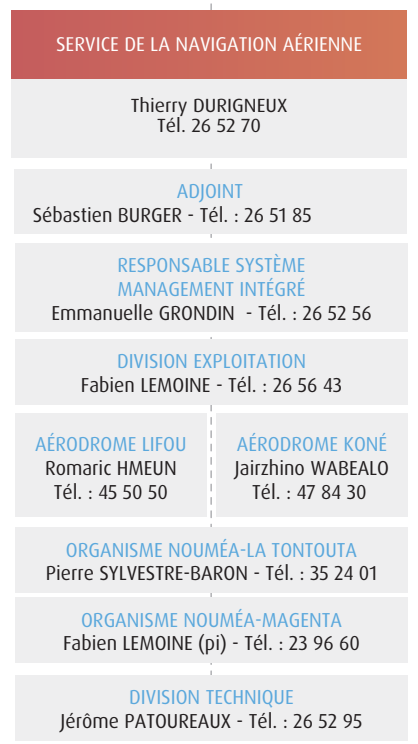 SERVICE DE LA NAVIGATION AÉRIENNE
Thierry DURIGNEUX
Tél. 26 52 70
ADJOINT
Sébastien BURGER - Tél. : 26 51 85
RESPONSABLE SYSTÈME
MANAGEMENT INTÉGRÉ
Emmanuelle GRONDIN - Tél. : 26 52 56
DIVISION EXPLOITATION
Fabien LEMOINE - Tél. : 26 56 43
AÉRODROME LIFOU
Romaric HMEUN
Tél. : 45 50 50
AÉRODROME KONÉ
Jairzhino WABEALO
Tél. : 47 84 30
ORGANISME NOUMÉA-LA TONTOUTA
Pierre SYLVESTRE-BARON - Tél. : 35 24 01
ORGANISME NOUMÉA-MAGENTA
Fabien LEMOINE (pi) - Tél. : 23 96 60
DIVISION TECHNIQUE
Jérôme PATOUREAUX - Tél. : 26 52 95